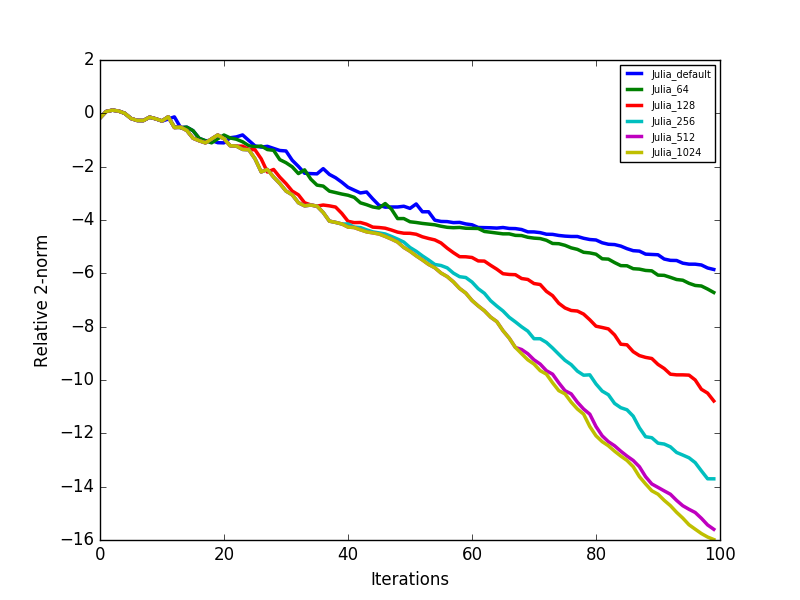 2
0
−2
−4
−6
−8
−10
−12
−14
−16
0 20 40 60 80 100
Relative 2-norm
Iterations
Julia_default
Julia_64
Julia_128
Julia_256
Julia_512
Julia_1024